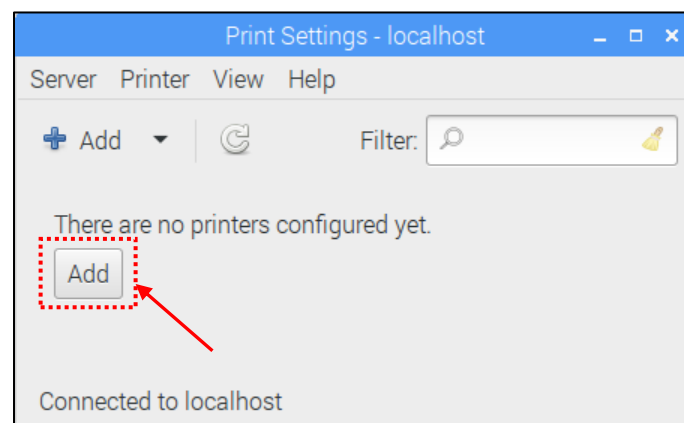 Print Settings - localhost
Server Printer View Help
Add Filter:
There are no printers configured yet.
Add
Connected to localhost